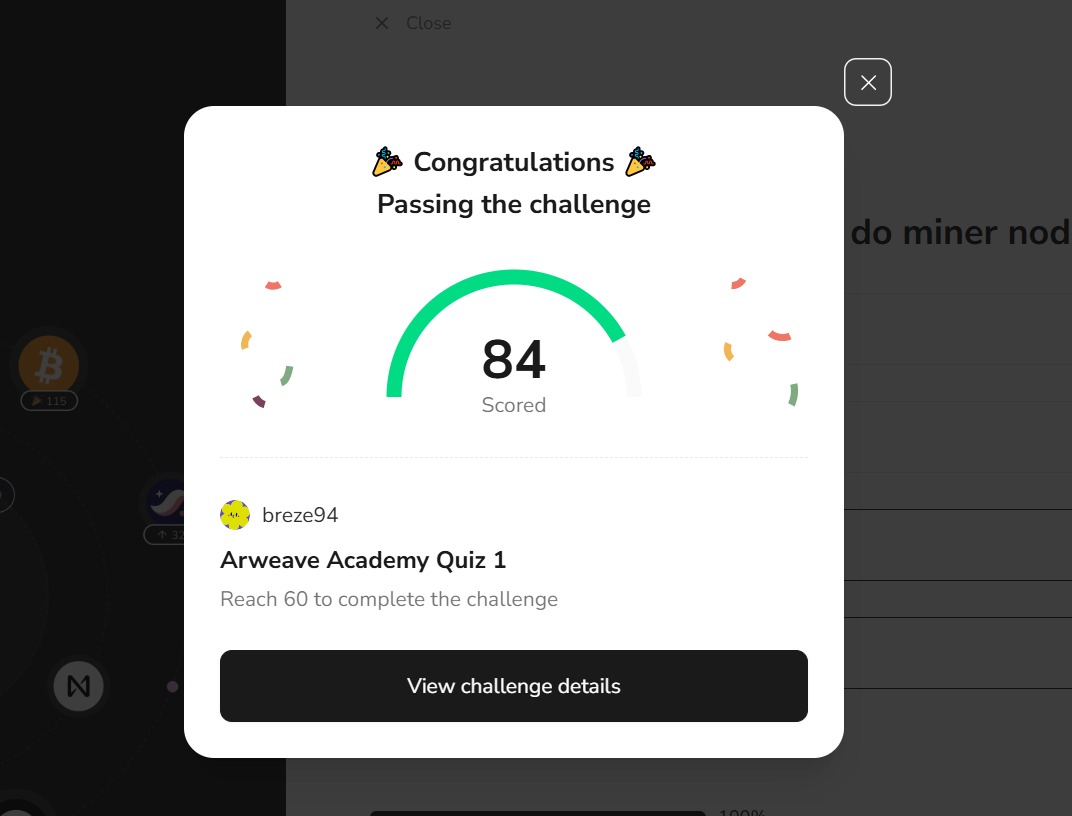 Close
Congratulations
Passing the challenge
do miner nod
84
Scored
115
32
breze94
Arweave Academy Quiz 1
Reach 60 to complete the challenge
View challenge details
100%